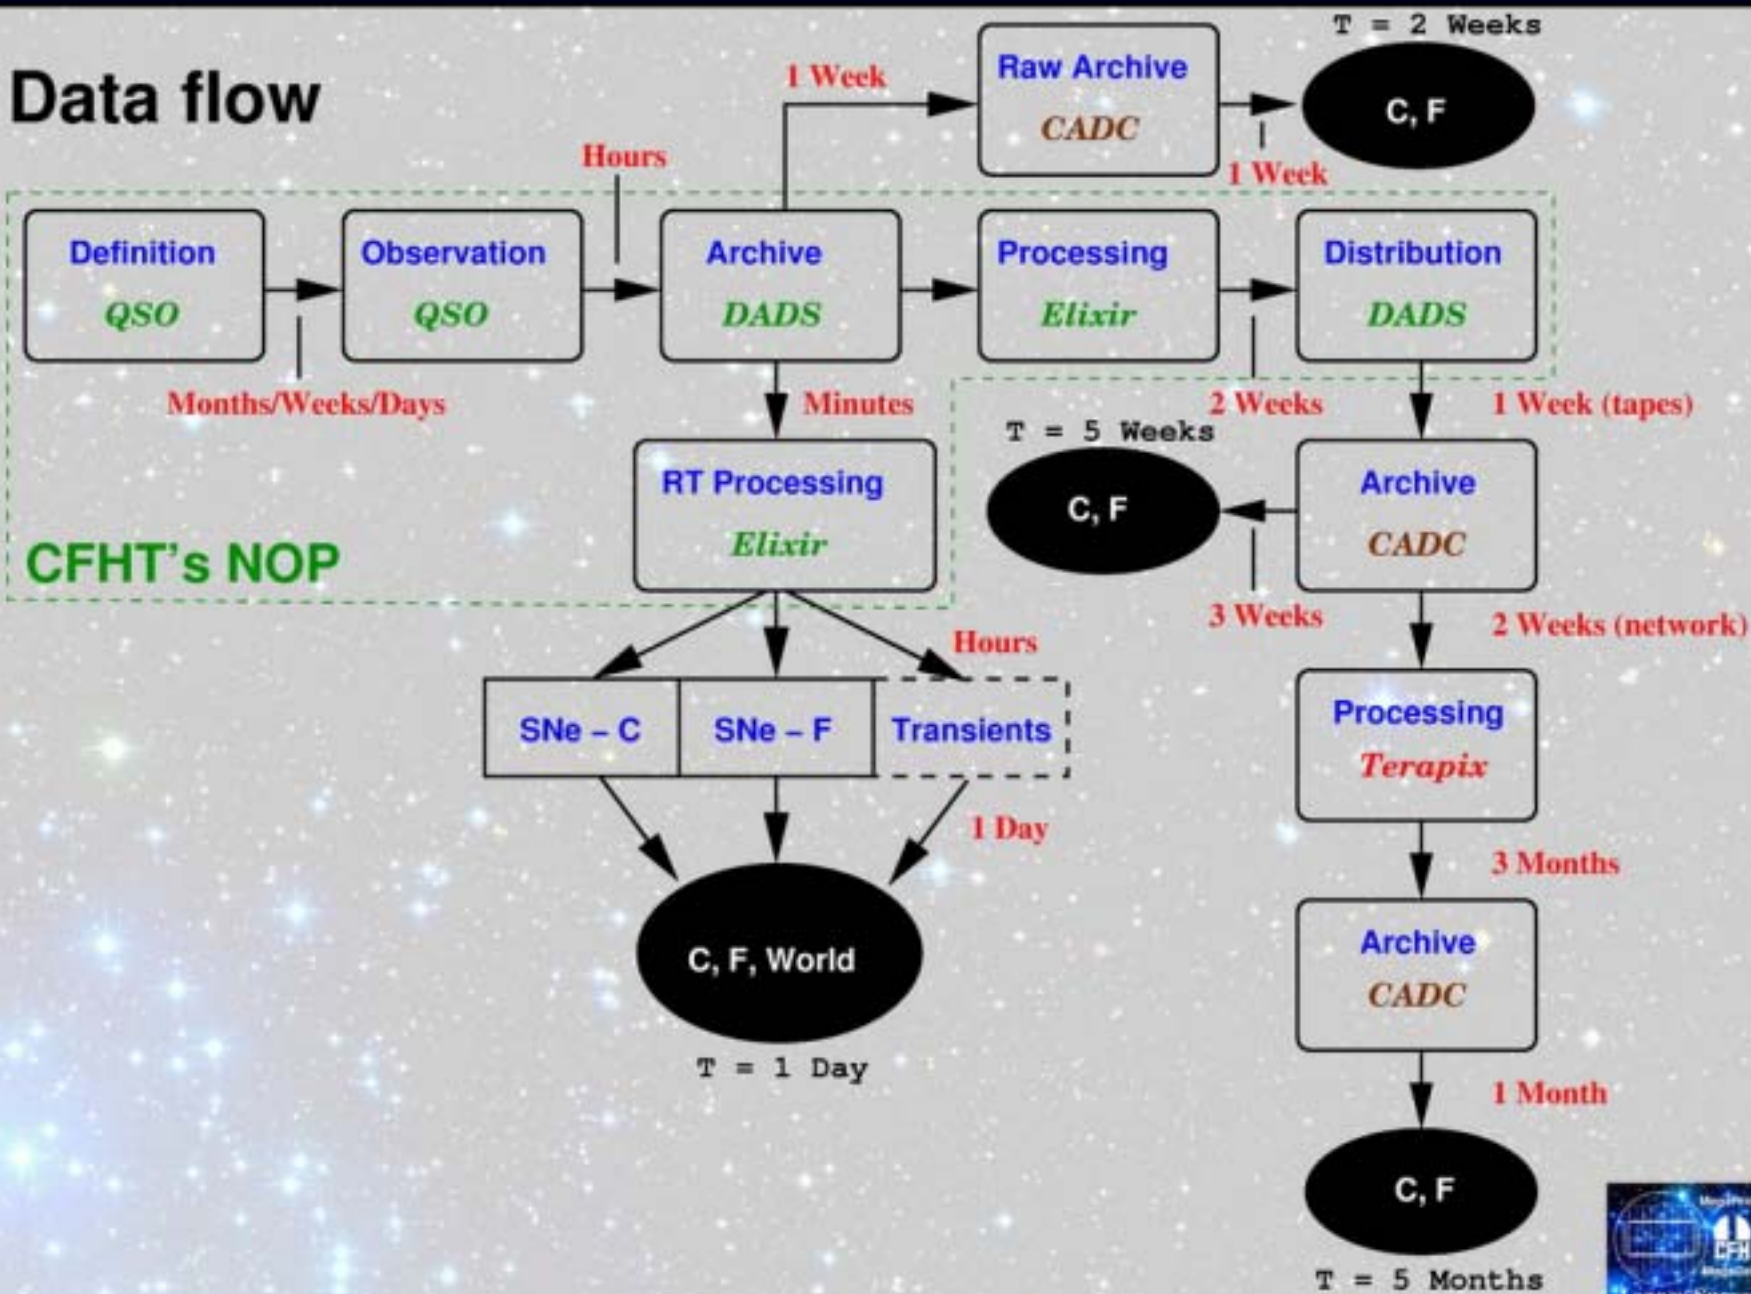 T = 2 Weeks
Data flow
1 Week
Raw Archive
CADC
C, F
1 Week
Hours
Definition
QSO
Observation
QSO
Archive
DADS
Processing
Elixir
Distribution
DADS
Months/Weeks/Days
Minutes
2 Weeks
1 Week (tapes)
T = 5 Weeks
RT Processing
Elixir
C, F
Archive
CADC
CFHT's NOP
3 Weeks
2 Weeks (network)
Hours
SNe – C
SNe – F
Transients
Processing
Terapix
1 Day
3 Months
C, F, World
Archive
CADC
T = 1 Day
1 Month
C, F
T = 5 Months